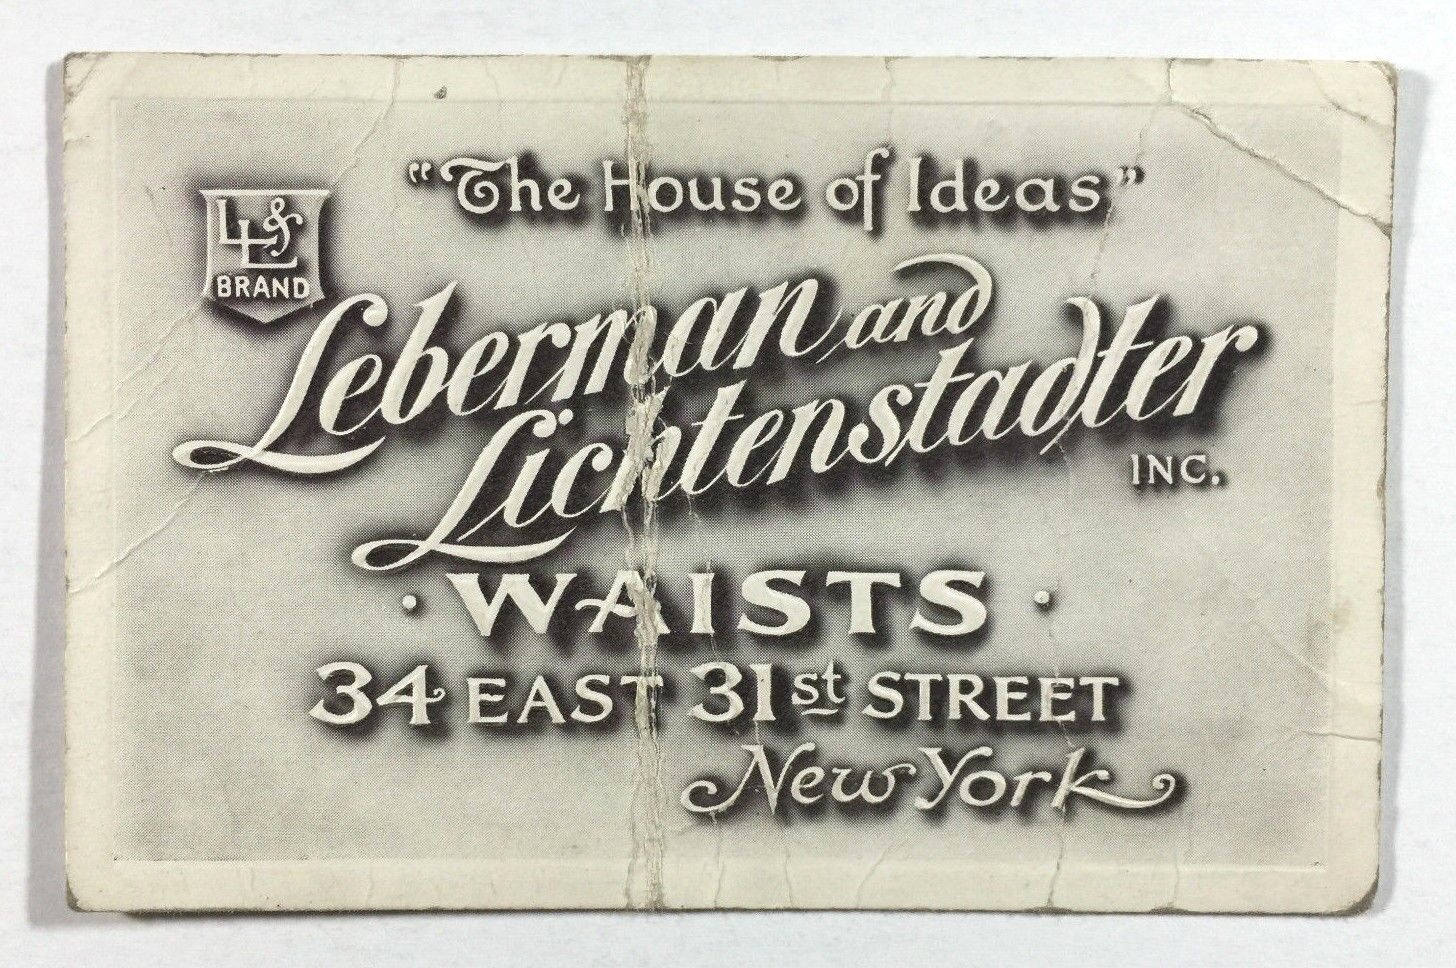 "The House of Ideas"
L&L
BRAND
Leberman and
Lichtenstadter
INC.
· WAISTS ·
34 EAST 31st STREET
New York